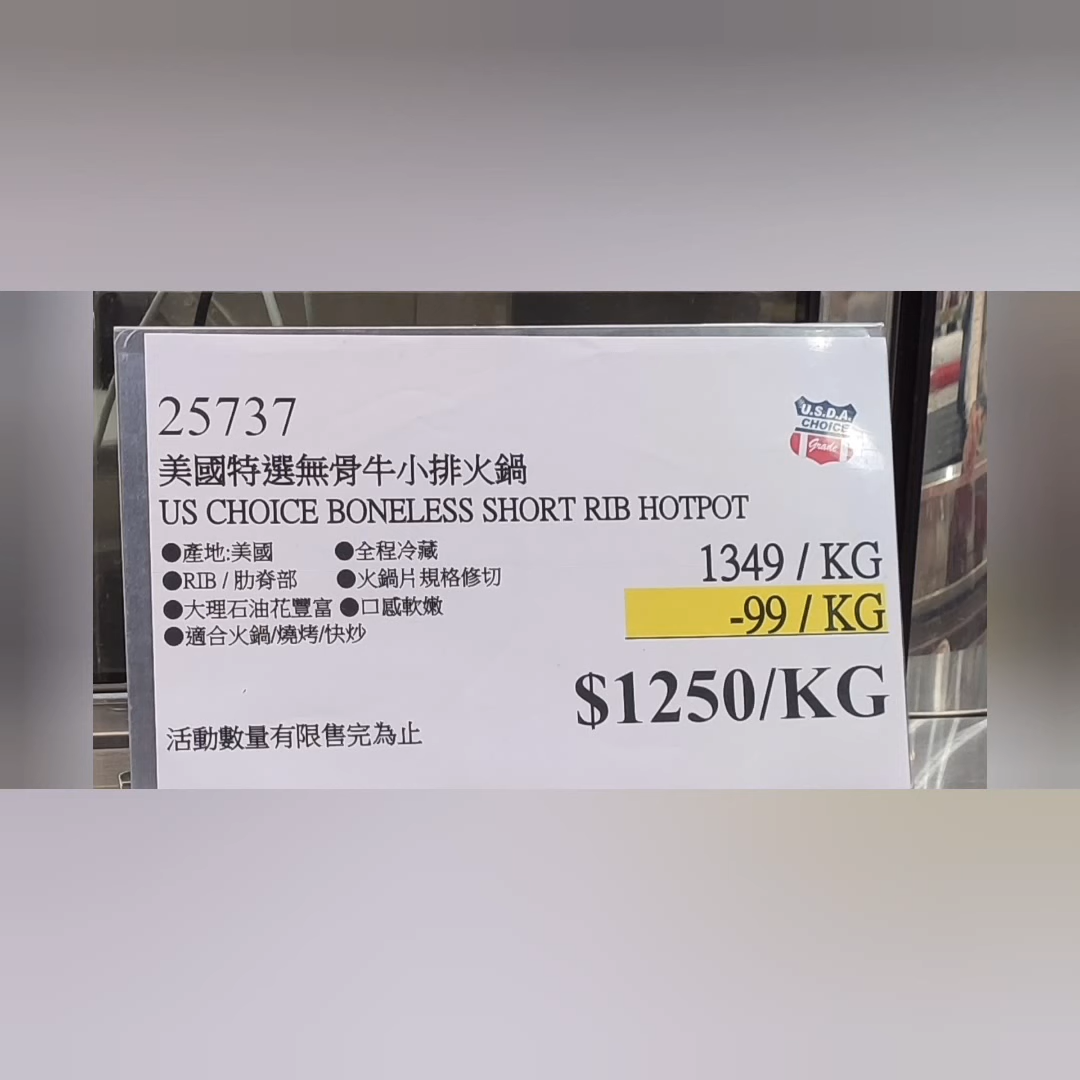 25737
美國特選無骨牛小排火鍋
US CHOICE BONELESS SHORT RIB HOTPOT
●產地:美國 ●全程冷藏
●RIB / 肋脊部 ●火鍋片規格修切
●大理石油花豐富 ●口感軟嫩
●適合火鍋/燒烤/快炒
活動數量有限售完為止
U.S.D.A.
CHOICE
Grade
1349 / KG
-99 / KG
$1250/KG